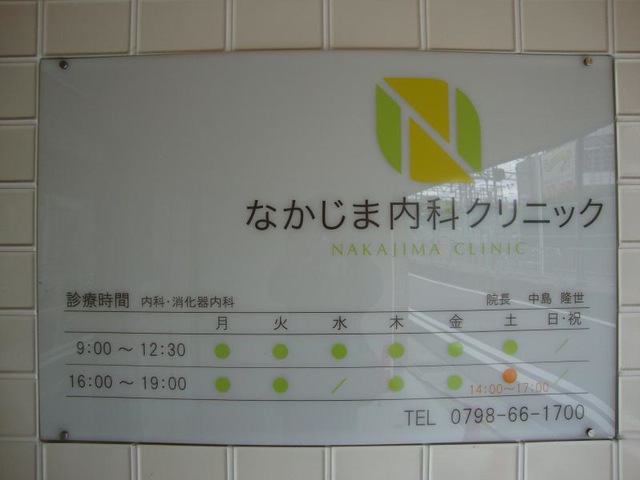 なかじま内科クリニック
NAKAJIMA CLINIC
診療時間 内科・消化器内科 院長 中島 隆世
月 火 水 木 金 土 日・祝
9:00 〜 12:30 ● ● ● ● ● ● ／
16:00 〜 19:00 ● ● ／ ● ● ● ／
14:00〜17:00
TEL 0798-66-1700